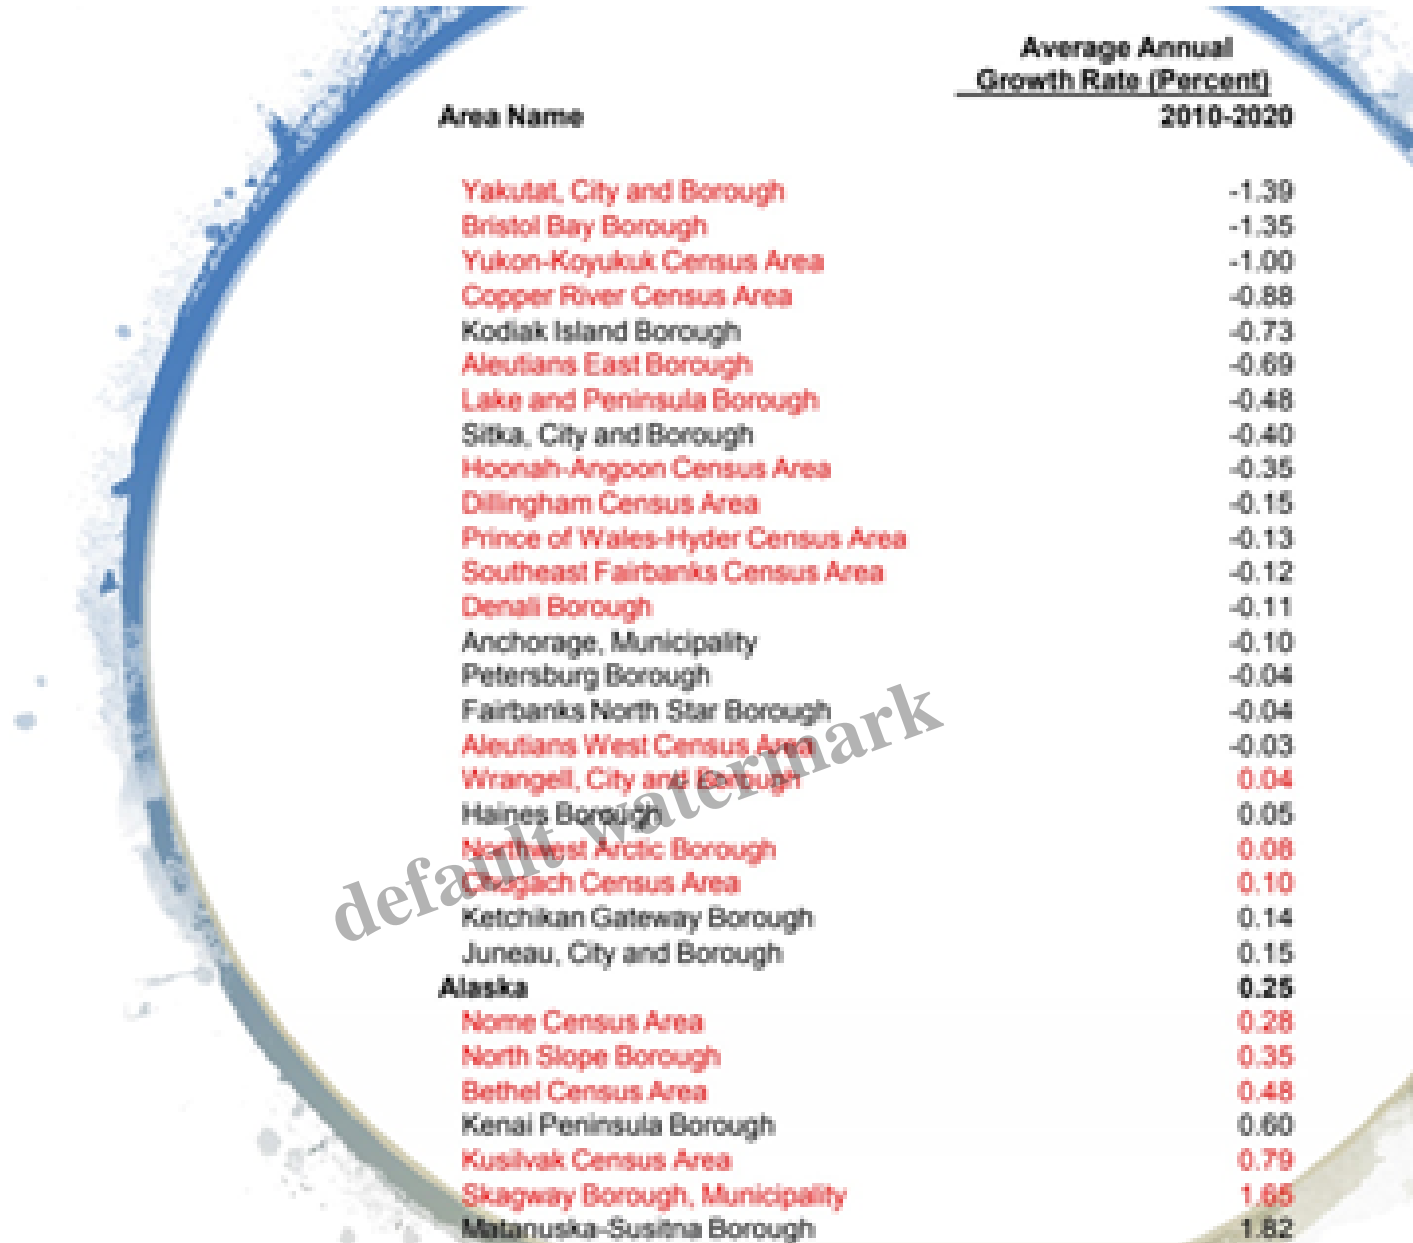 Average Annual
Growth Rate (Percent)
Area Name 2010-2020
Yakutat, City and Borough -1.39
Bristol Bay Borough -1.35
Yukon-Koyukuk Census Area -1.00
Copper River Census Area -0.88
Kodiak Island Borough -0.73
Aleutians East Borough -0.69
Lake and Peninsula Borough -0.48
Sitka, City and Borough -0.40
Hoonah-Angoon Census Area -0.35
Dillingham Census Area -0.15
Prince of Wales-Hyder Census Area -0.13
Southeast Fairbanks Census Area -0.12
Denali Borough -0.11
Anchorage, Municipality -0.10
Petersburg Borough -0.04
Fairbanks North Star Borough -0.04
Aleutians West Census Area -0.03
Wrangell, City and Borough 0.04
Haines Borough 0.05
Northwest Arctic Borough 0.08
Chugach Census Area 0.10
Ketchikan Gateway Borough 0.14
Juneau, City and Borough 0.15
Alaska 0.25
Nome Census Area 0.28
North Slope Borough 0.35
Bethel Census Area 0.48
Kenai Peninsula Borough 0.60
Kusilvak Census Area 0.79
Skagway Borough, Municipality 1.65
Matanuska-Susitna Borough 1.82
default watermark